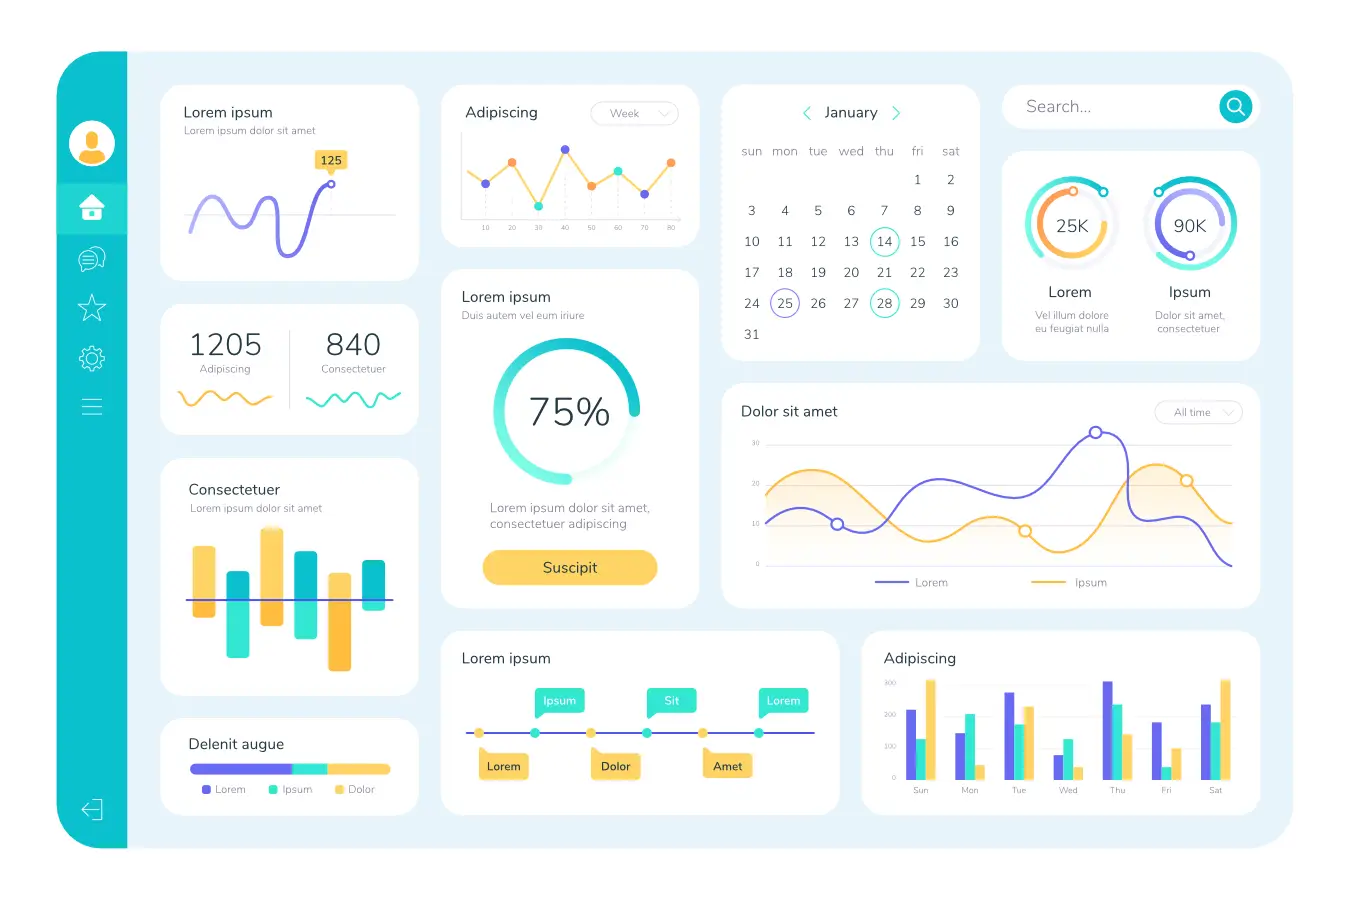 Lorem ipsum
Lorem ipsum dolor sit amet
125
1205
Adipiscing
840
Consectetuer
Consectetuer
Lorem ipsum dolor sit amet
Delenit augue
Lorem Ipsum Dolor
Adipiscing
Week
10 20 30 40 50 60 70 80
Lorem ipsum
Duis autem vel eum iriure
75%
Lorem ipsum dolor sit amet,
consectetuer adipiscing
Suscipit
January
sun mon tue wed thu fri sat
1 2
3 4 5 6 7 8 9
10 11 12 13 14 15 16
17 18 19 20 21 22 23
24 25 26 27 28 29 30
31
Search...
25K
Lorem
Vel illum dolore
eu feugiat nulla
90K
Ipsum
Dolor sit amet,
consectetuer
Dolor sit amet
All time
30
20
10
0
Lorem Ipsum
Lorem ipsum
Ipsum Sit Lorem
Lorem Dolor Amet
Adipiscing
300
200
100
0
Sun Mon Tue Wed Thu Fri Sat